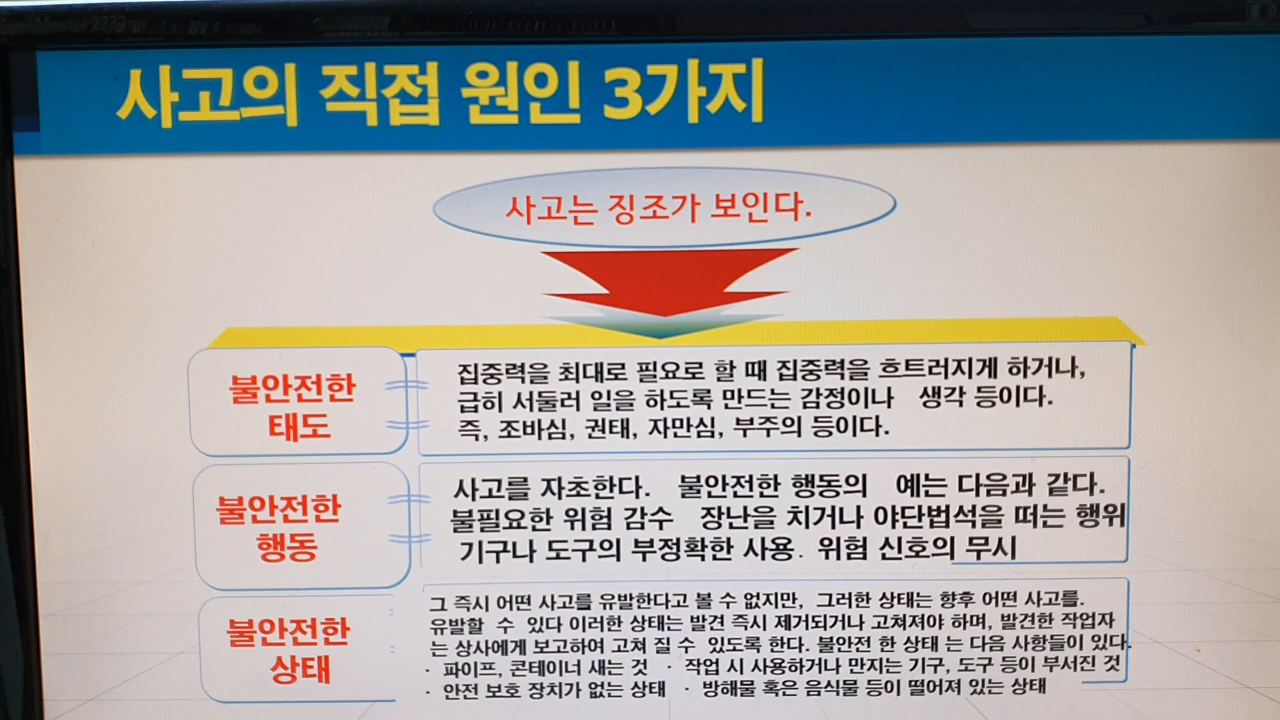 사고의 직접 원인 3가지
사고는 징조가 보인다.
불안전한
태도
집중력을 최대로 필요로 할 때 집중력을 흐트러지게 하거나,
급히 서둘러 일을 하도록 만드는 감정이나 생각 등이다.
즉, 조바심, 권태, 자만심, 부주의 등이다.
불안전한
행동
사고를 자초한다. 불안전한 행동의 예는 다음과 같다.
불필요한 위험 감수 장난을 치거나 야단법석을 떠는 행위
기구나 도구의 부정확한 사용. 위험 신호의 무시
불안전한
상태
그 즉시 어떤 사고를 유발한다고 볼 수 없지만, 그러한 상태는 향후 어떤 사고를.
유발할 수 있다 이러한 상태는 발견 즉시 제거되거나 고쳐져야 하며, 발견한 작업자
는 상사에게 보고하여 고쳐 질 수 있도록 한다. 불안전 한 상태 는 다음 사항들이 있다.
· 파이프, 콘테이너 새는 것 · 작업 시 사용하거나 만지는 기구, 도구 등이 부서진 것
· 안전 보호 장치가 없는 상태 · 방해물 혹은 음식물 등이 떨어져 있는 상태